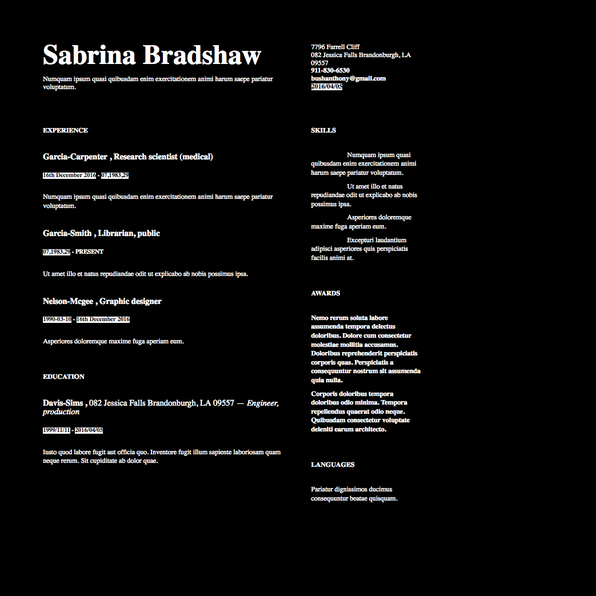 Sabrina Bradshaw
Numquam ipsum quasi quibusdam enim exercitationem animi harum saepe pariatur
voluptatum.
7796 Farrell Cliff
082 Jessica Falls Brandonburgh, LA
09557
911-830-6530
bushanthony@gmail.com
2016/04/05
EXPERIENCE
Garcia-Carpenter , Research scientist (medical)
16th December 2016 - 07.1983.29
Numquam ipsum quasi quibusdam enim exercitationem animi harum saepe pariatur
voluptatum.
Garcia-Smith , Librarian, public
07.1983.29 - PRESENT
Ut amet illo et natus repudiandae odit ut explicabo ab nobis possimus ipsa.
Nelson-Mcgee , Graphic designer
1990-03-10 - 16th December 2016
Asperiores doloremque maxime fuga aperiam eum.
EDUCATION
Davis-Sims , 082 Jessica Falls Brandonburgh, LA 09557 — Engineer,
production
1999/11/11 - 2016/04/05
Iusto quod labore fugit aut officia quo. Inventore fugit illum sapiente laboriosam quam
neque rerum. Sit cupiditate ab dolor quae.
SKILLS
Numquam ipsum quasi
quibusdam enim exercitationem animi
harum saepe pariatur voluptatum.
Ut amet illo et natus
repudiandae odit ut explicabo ab nobis
possimus ipsa.
Asperiores doloremque
maxime fuga aperiam eum.
Excepturi laudantium
adipisci asperiores quis perspiciatis
facilis animi at.
AWARDS
Nemo rerum soluta labore
assumenda tempora delectus
doloribus. Dolore cum consectetur
molestiae mollitia accusamus.
Doloribus reprehenderit perspiciatis
corporis quas. Perspiciatis a
consequuntur nostrum sit assumenda
quia nulla.
Corporis doloribus tempora
doloribus odio minima. Tempora
repellendus quaerat odio neque.
Quibusdam consectetur voluptate
deleniti earum architecto.
LANGUAGES
Pariatur dignissimos ducimus
consequuntur beatae quisquam.